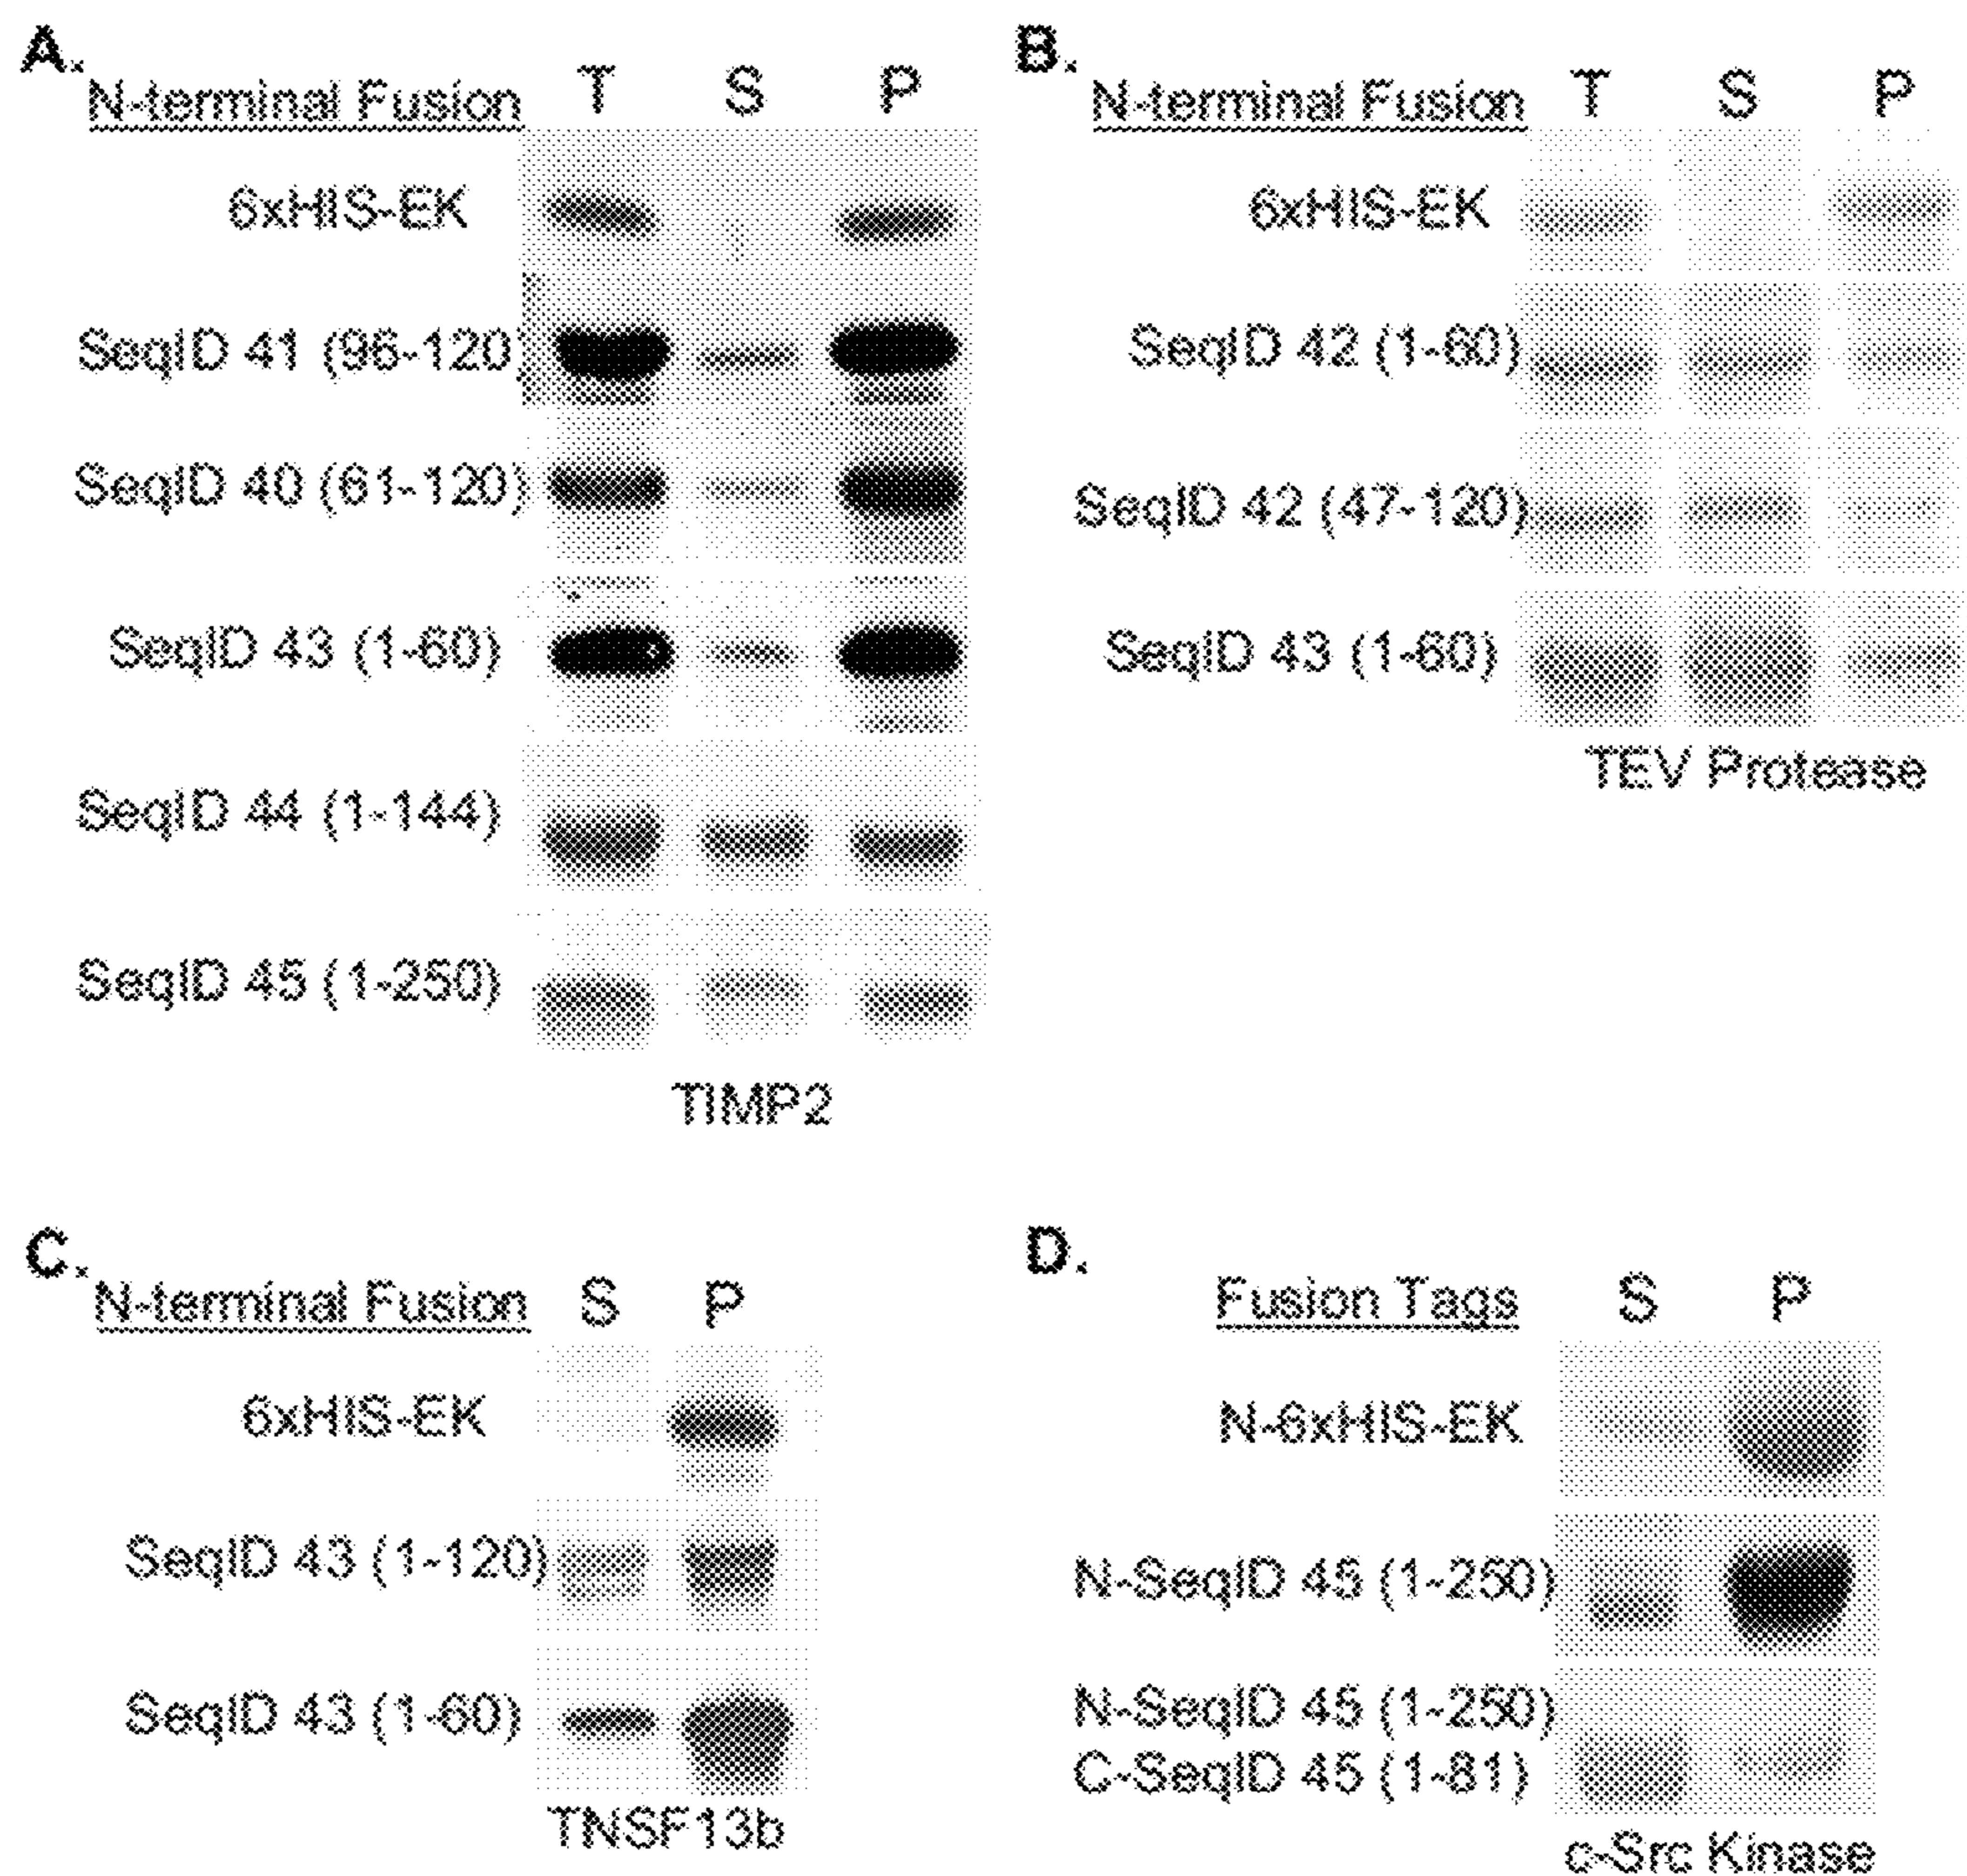 A.
N-terminal Fusion T S P
6xHIS-EK
SeqID 41 (96-120)
SeqID 40 (61-120)
SeqID 43 (1-60)
SeqID 44 (1-144)
SeqID 45 (1-250)
TIMP2
B.
N-terminal Fusion T S P
6xHIS-EK
SeqID 42 (1-60)
SeqID 42 (47-120)
SeqID 43 (1-60)
TEV Protease
C.
N-terminal Fusion S P
6xHIS-EK
SeqID 43 (1-120)
SeqID 43 (1-60)
TNSF13b
D.
Fusion Tags S P
N-6xHIS-EK
N-SeqID 45 (1-250)
N-SeqID 45 (1-250)
C-SeqID 45 (1-81)
c-Src Kinase